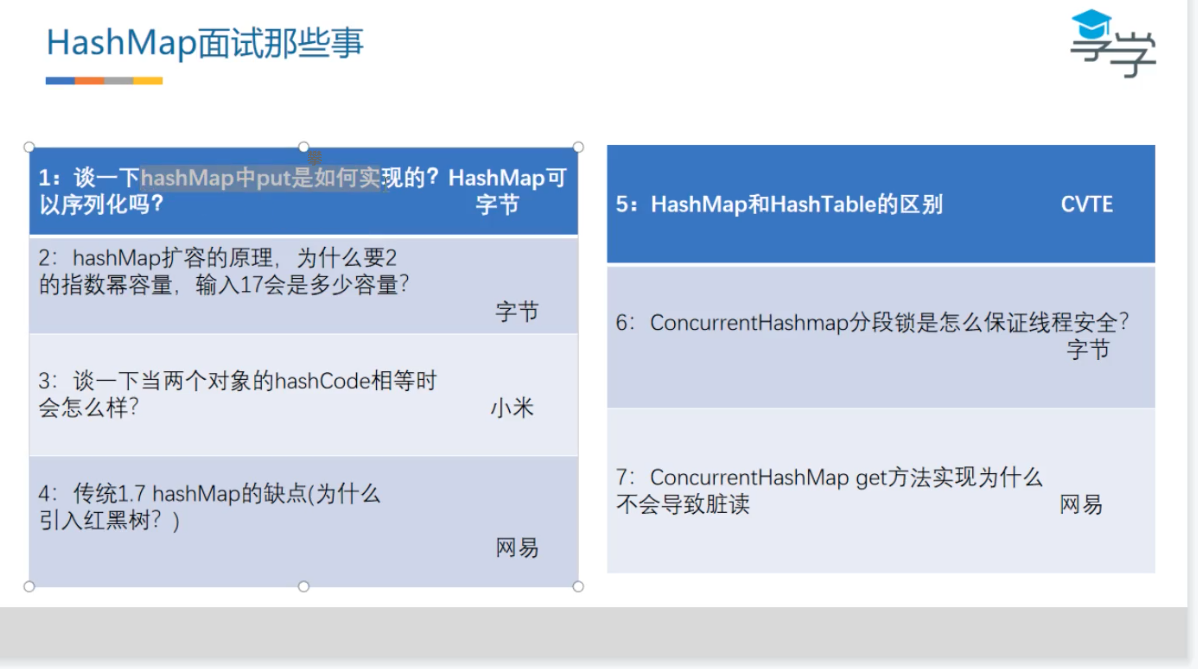 HashMap面试那些事
享学
1：谈一下hashMap中put是如何实现的？HashMap可
以序列化吗？ 字节
2：hashMap扩容的原理，为什么要2
的指数幂容量，输入17会是多少容量？
字节
3：谈一下当两个对象的hashCode相等时
会怎么样？ 小米
4：传统1.7 hashMap的缺点(为什么
引入红黑树？)
网易
5：HashMap和HashTable的区别 CVTE
6：ConcurrentHashmap分段锁是怎么保证线程安全？
字节
7：ConcurrentHashMap get方法实现为什么
不会导致脏读 网易